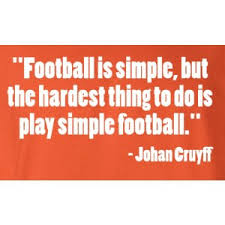 "Football is simple, but
the hardest thing to do is
play simple football."
- Johan Cruyff